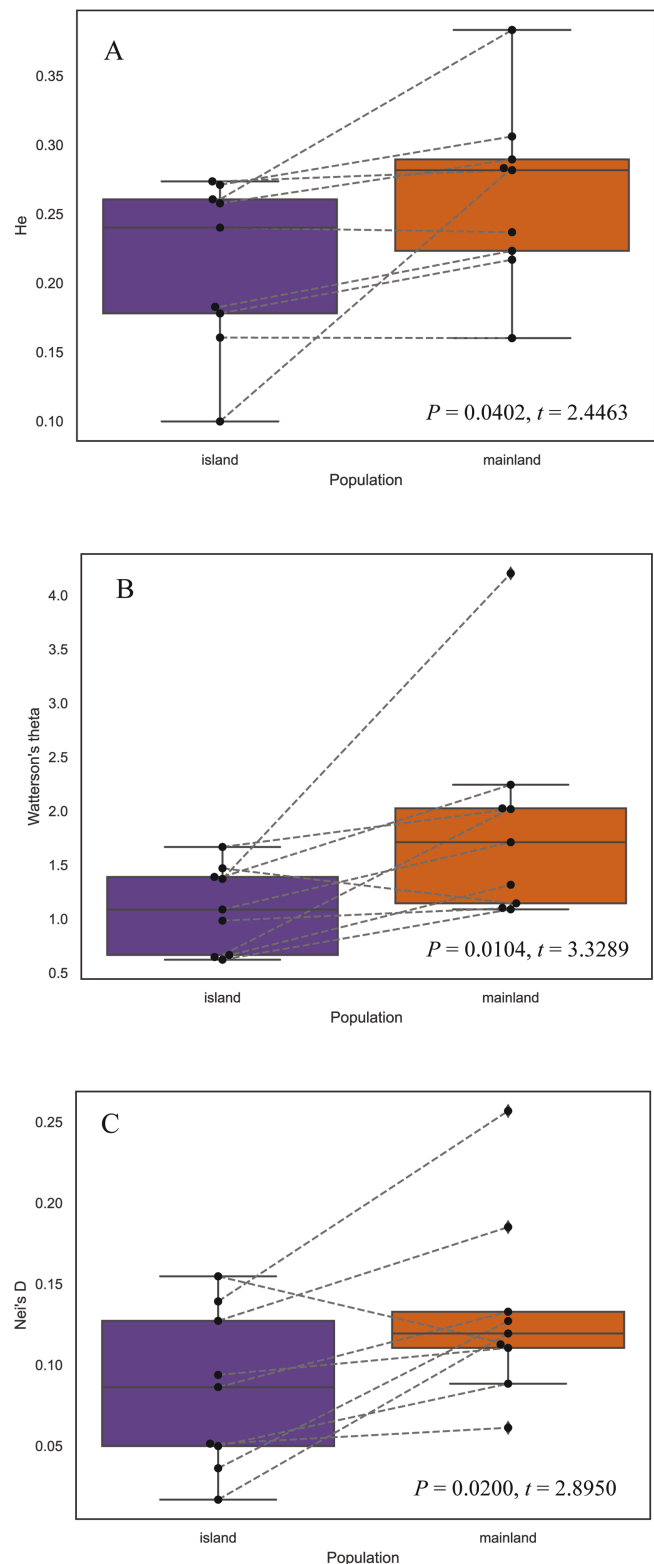 A
0.35
0.30
0.25
0.20
0.15
0.10
He
P = 0.0402, t = 2.4463
island mainland
Population
B
4.0
3.5
3.0
2.5
2.0
1.5
1.0
0.5
Watterson's theta
P = 0.0104, t = 3.3289
island mainland
Population
C
0.25
0.20
0.15
0.10
0.05
Nei's D
P = 0.0200, t = 2.8950
island mainland
Population